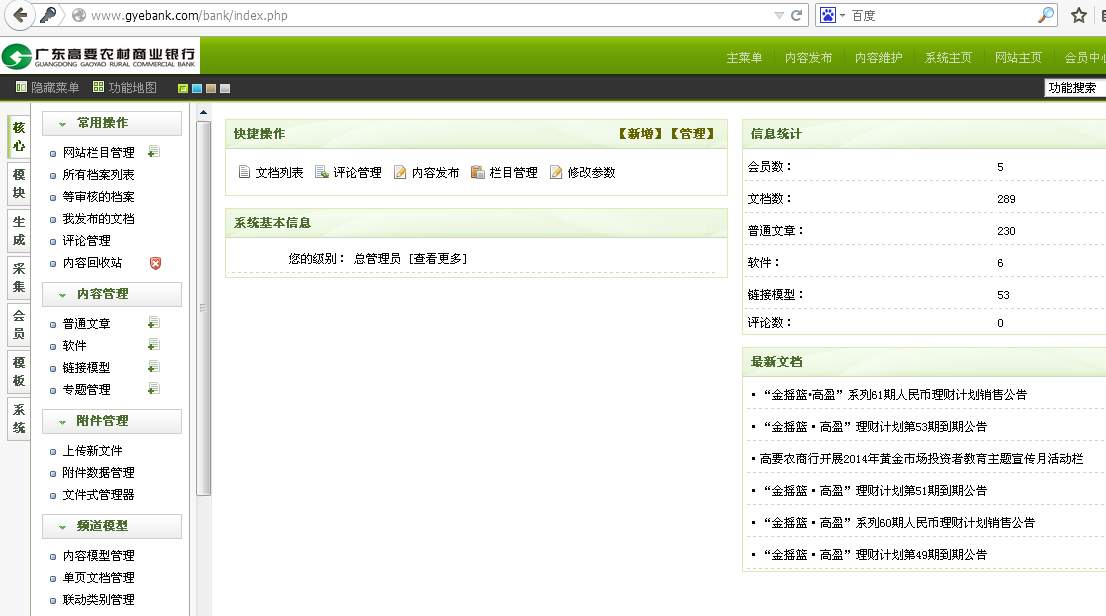 www.gyebank.com/bank/index.php
百度
广东高要农村商业银行
GUANGDONG GAOYAO RURAL COMMERCIAL BANK
主菜单 内容发布 内容维护 系统主页 网站主页 会员中心
隐藏菜单 功能地图
功能搜索
核心
模块
生成
采集
会员
模板
系统
常用操作
网站栏目管理
所有档案列表
等审核的档案
我发布的文档
评论管理
内容回收站
内容管理
普通文章
软件
链接模型
专题管理
附件管理
上传新文件
附件数据管理
文件式管理器
频道模型
内容模型管理
单页文档管理
联动类别管理
快捷操作 【新增】【管理】
文档列表 评论管理 内容发布 栏目管理 修改参数
系统基本信息
您的级别： 总管理员 [查看更多]
信息统计
会员数： 5
文档数： 289
普通文章： 230
软件： 6
链接模型： 53
评论数： 0
最新文档
“金摇篮•高盈”系列61期人民币理财计划销售公告
“金摇篮·高盈”理财计划第53期到期公告
高要农商行开展2014年黄金市场投资者教育主题宣传月活动栏
“金摇篮·高盈”理财计划第51期到期公告
“金摇篮·高盈”系列60期人民币理财计划销售公告
“金摇篮·高盈”理财计划第49期到期公告